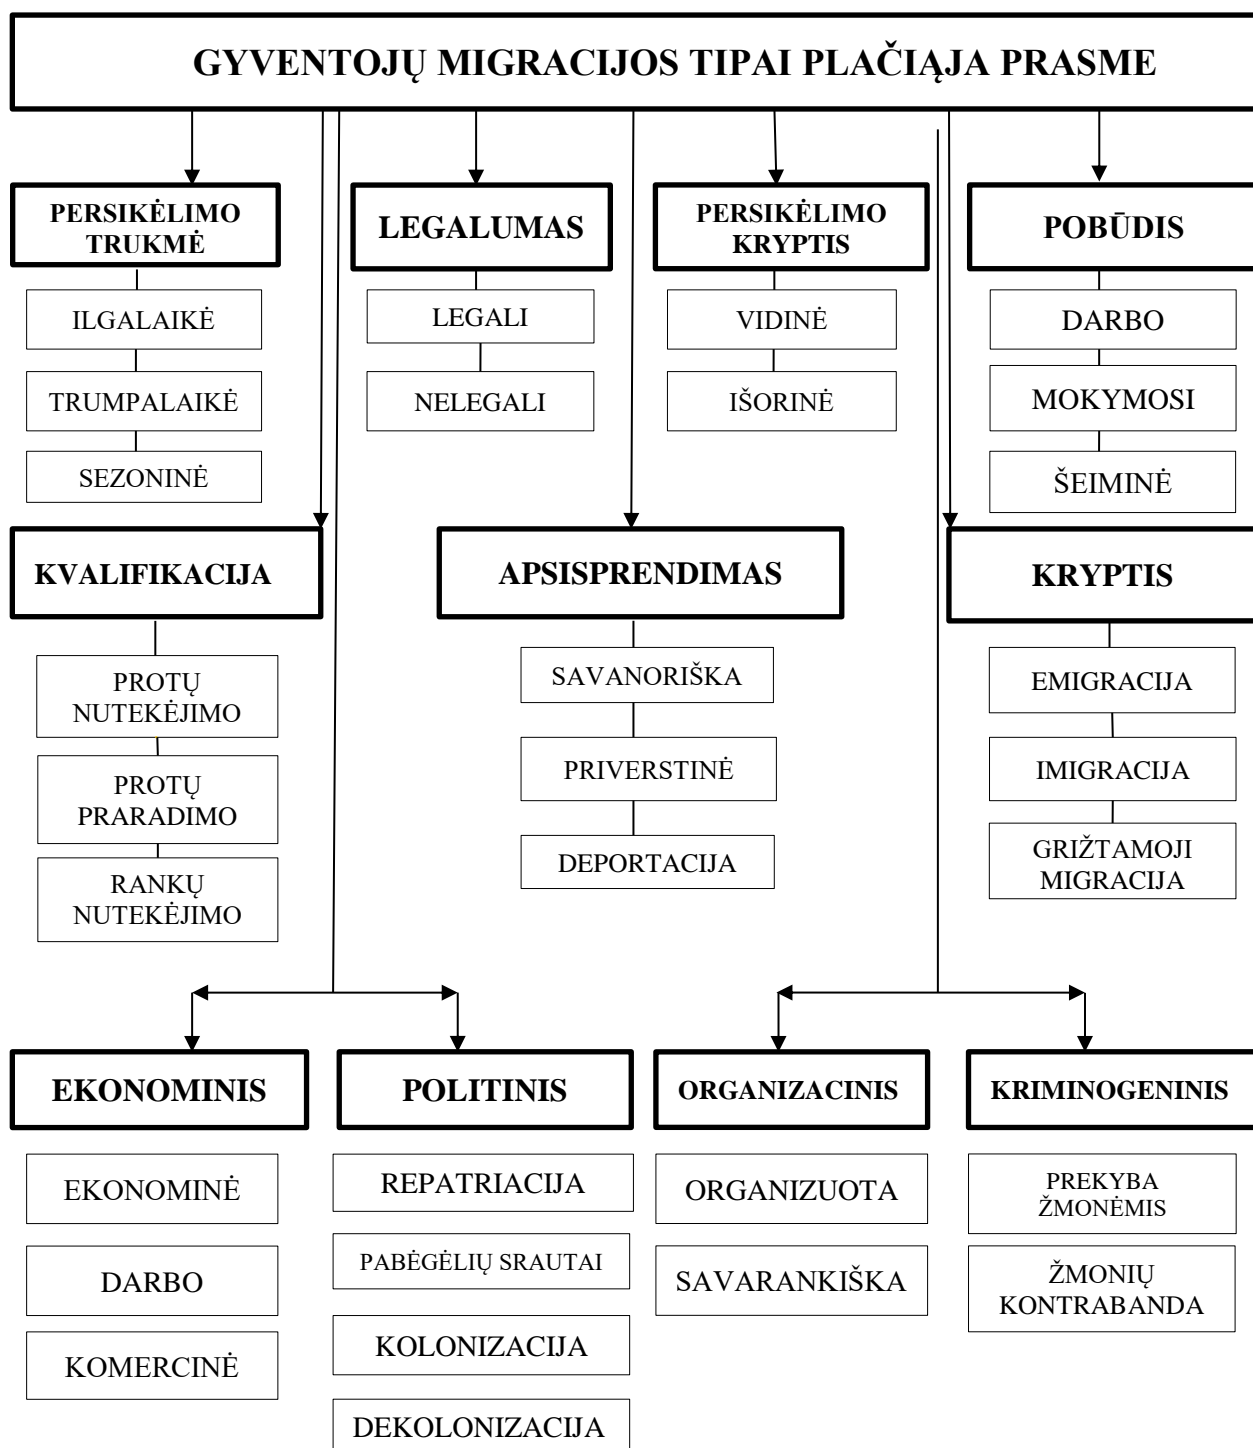 GYVENTOJŲ MIGRACIJOS TIPAI PLAČIĄJA PRASME
PERSIKĖLIMO
TRUKMĖ
ILGALAIKĖ
TRUMPALAIKĖ
SEZONINĖ
LEGALUMAS
LEGALI
NELEGALI
PERSIKĖLIMO
KRYPTIS
VIDINĖ
IŠORINĖ
POBŪDIS
DARBO
MOKYMOSI
ŠEIMINĖ
KVALIFIKACIJA
PROTŲ
NUTEKĖJIMO
PROTŲ
PRARADIMO
RANKŲ
NUTEKĖJIMO
APSISPRENDIMAS
SAVANORIŠKA
PRIVERSTINĖ
DEPORTACIJA
KRYPTIS
EMIGRACIJA
IMIGRACIJA
GRIŽTAMOJI
MIGRACIJA
EKONOMINIS
EKONOMINĖ
DARBO
KOMERCINĖ
POLITINIS
REPATRIACIJA
PABĖGĖLIŲ SRAUTAI
KOLONIZACIJA
DEKOLONIZACIJA
ORGANIZACINIS
ORGANIZUOTA
SAVARANKIŠKA
KRIMINOGENINIS
PREKYBA
ŽMONĖMIS
ŽMONIŲ
KONTRABANDA